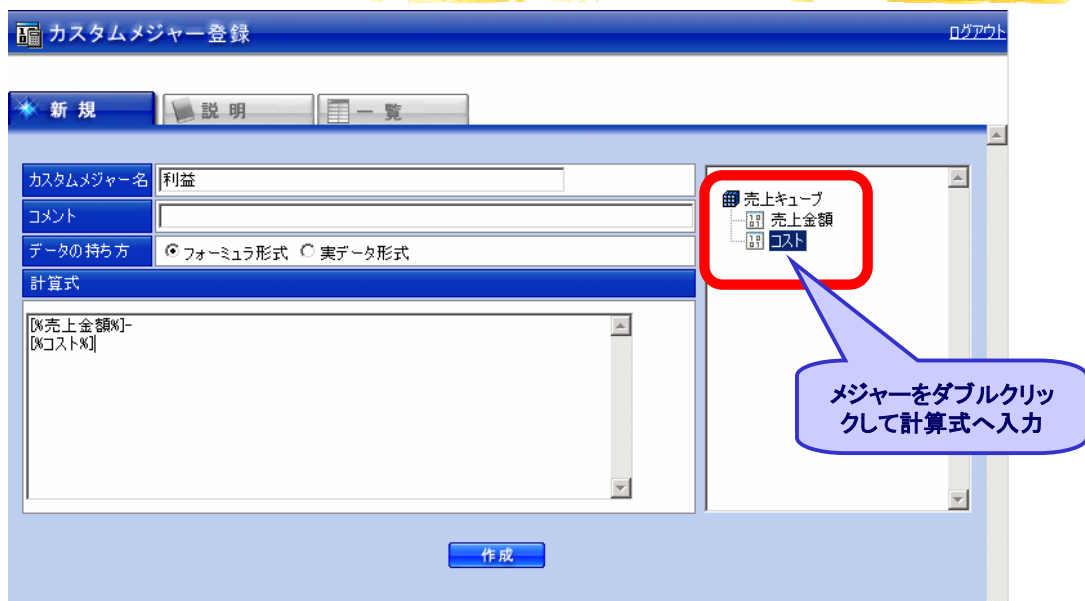 カスタムメジャー登録
ログアウト
新 規
説 明
一 覧
カスタムメジャー名
利益
コメント
データの持ち方
フォーミュラ形式 実データ形式
計算式
[%売上金額%]-
[%コスト%]
売上キューブ
売上金額
コスト
メジャーをダブルクリッ
クして計算式へ入力
作成